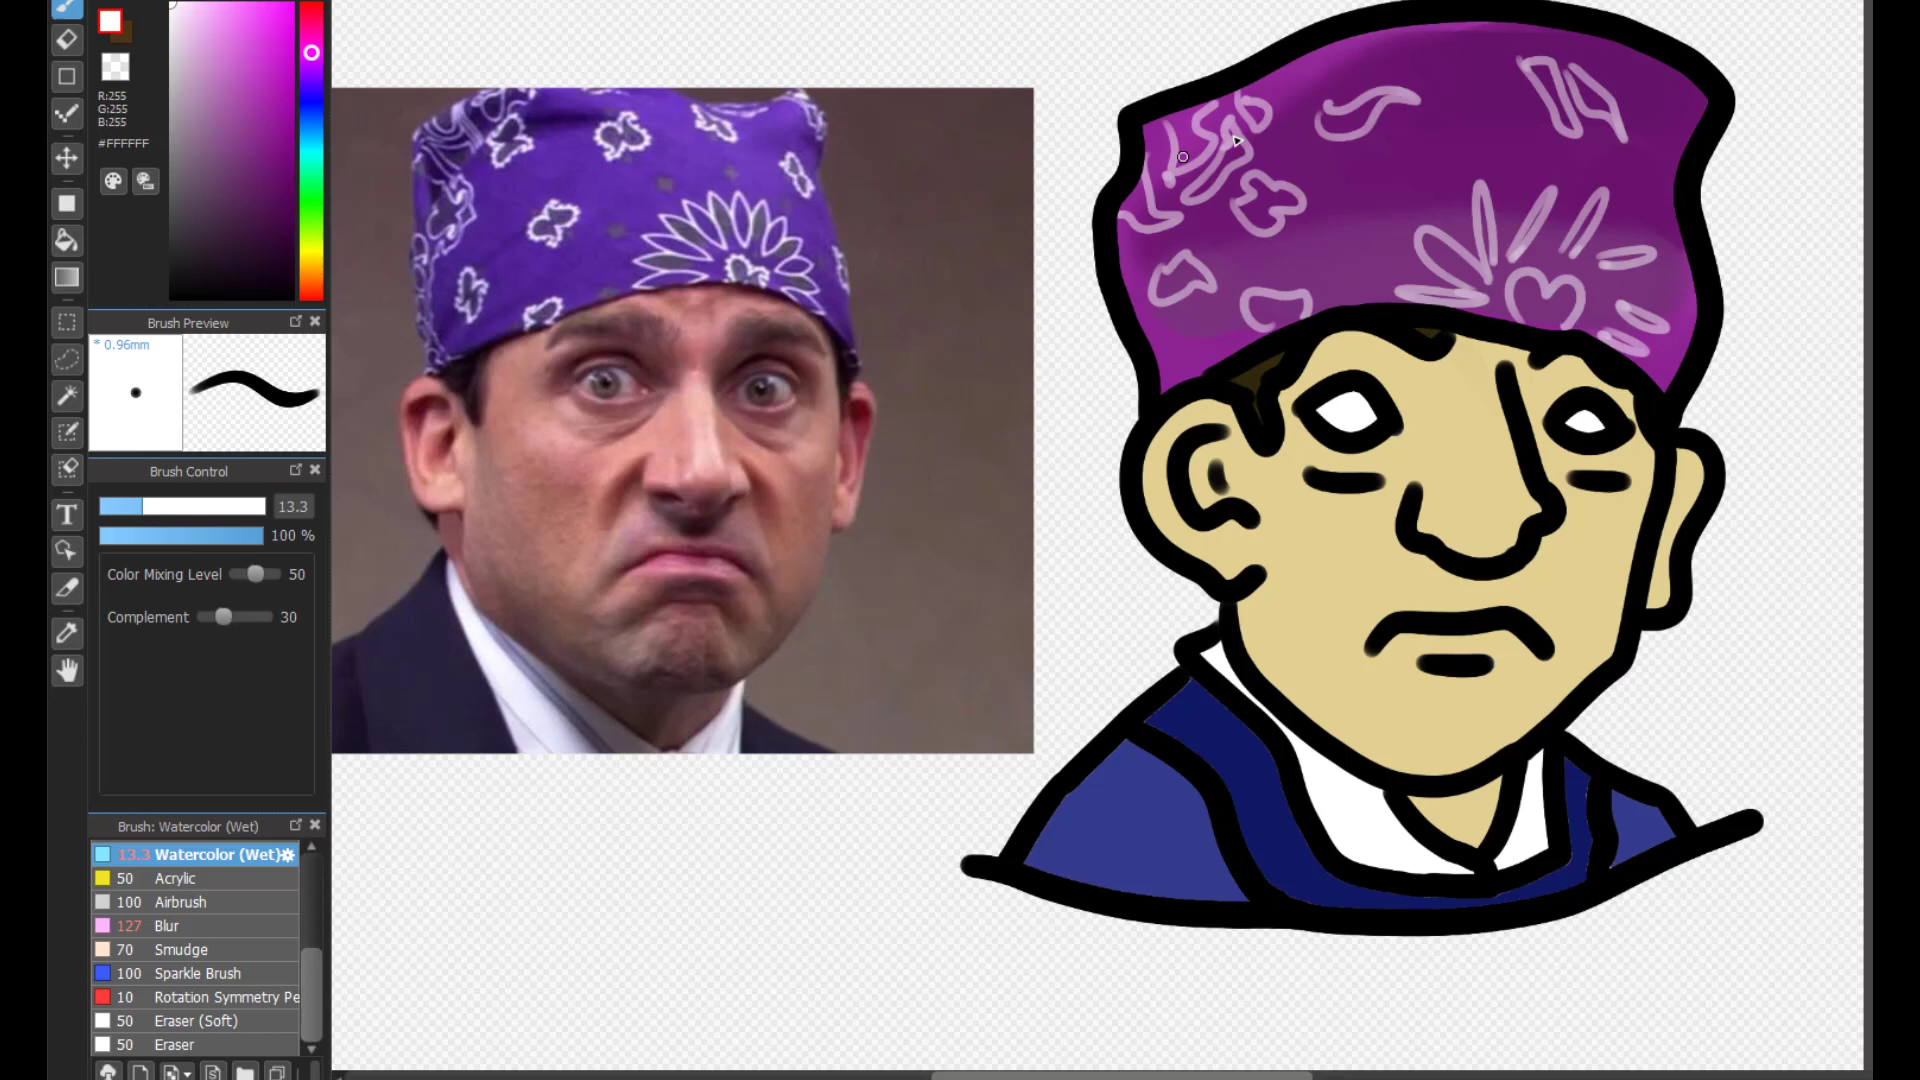 R:255
G:255
B:255
#FFFFFF
Brush Preview
* 0.96mm
Brush Control
13.3
100 %
Color Mixing Level 50
Complement 30
T
Brush: Watercolor (Wet)
13.3 Watercolor (Wet)
50 Acrylic
100 Airbrush
127 Blur
70 Smudge
100 Sparkle Brush
10 Rotation Symmetry Pe
50 Eraser (Soft)
50 Eraser